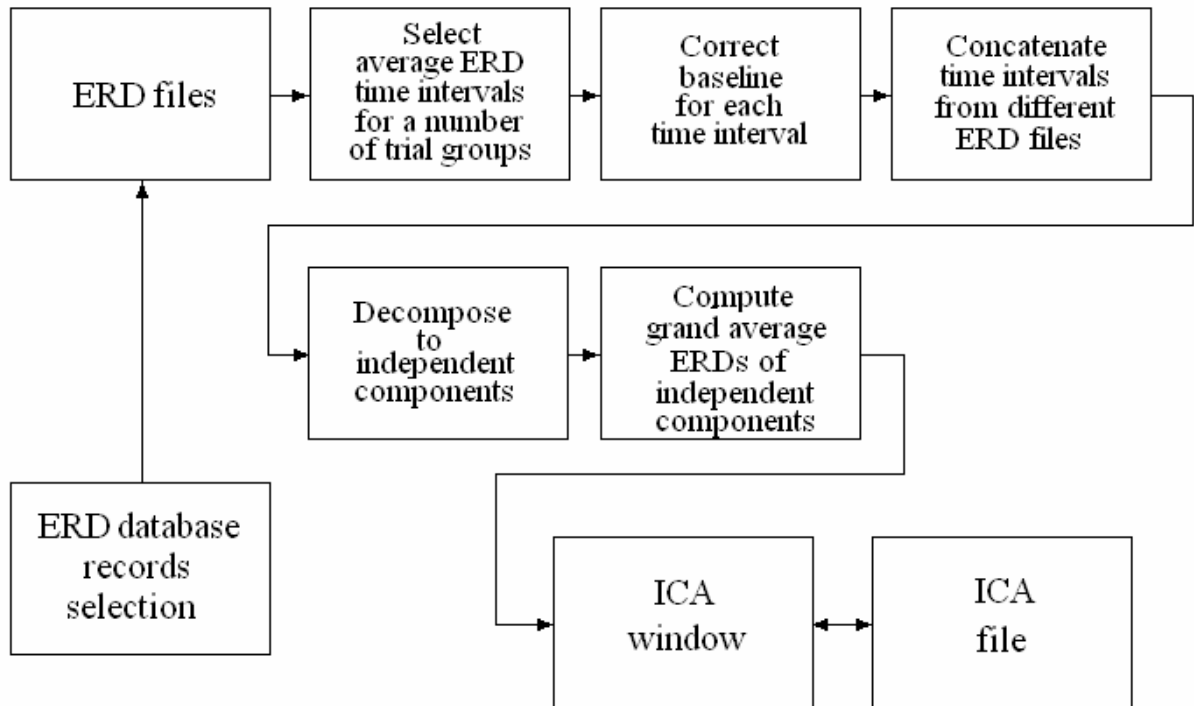 ERD files
Select
average ERD
time intervals
for a number
of trial groups
Correct
baseline
for each
time interval
Concatenate
time intervals
from different
ERD files
Decompose
to
independent
components
Compute
grand average
ERDs of
independent
components
ERD database
records
selection
ICA
window
ICA
file